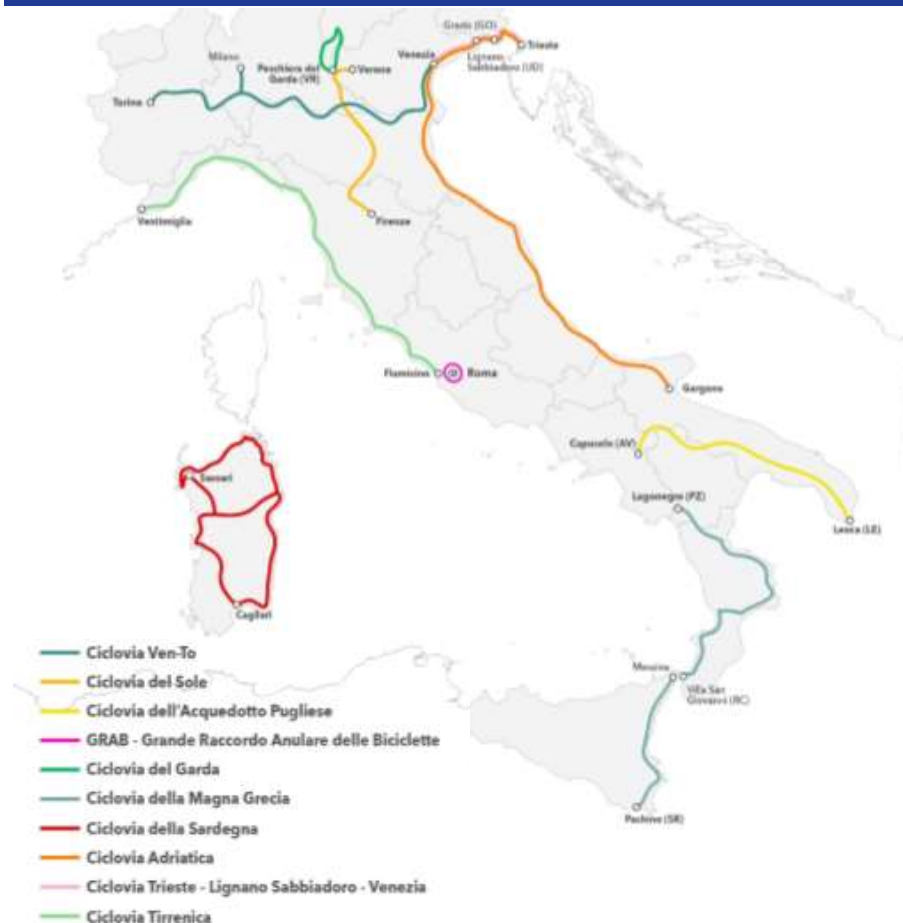 Grado (GO)
Trieste
Milano
Venezia
Lignano
Sabbiadoro (UD)
Peschiera del
Garda (VR)
Verona
Torino
Ventimiglia
Firenze
Fiumicino
Roma
Gargano
Caposele (AV)
Lagonegro (PZ)
Leuca (LE)
Sassari
Cagliari
Messina
Villa San
Giovanni (RC)
Pachino (SR)
Ciclovia Ven-To
Ciclovia del Sole
Ciclovia dell'Acquedotto Pugliese
GRAB - Grande Raccordo Anulare delle Biciclette
Ciclovia del Garda
Ciclovia della Magna Grecia
Ciclovia della Sardegna
Ciclovia Adriatica
Ciclovia Trieste - Lignano Sabbiadoro - Venezia
Ciclovia Tirrenica